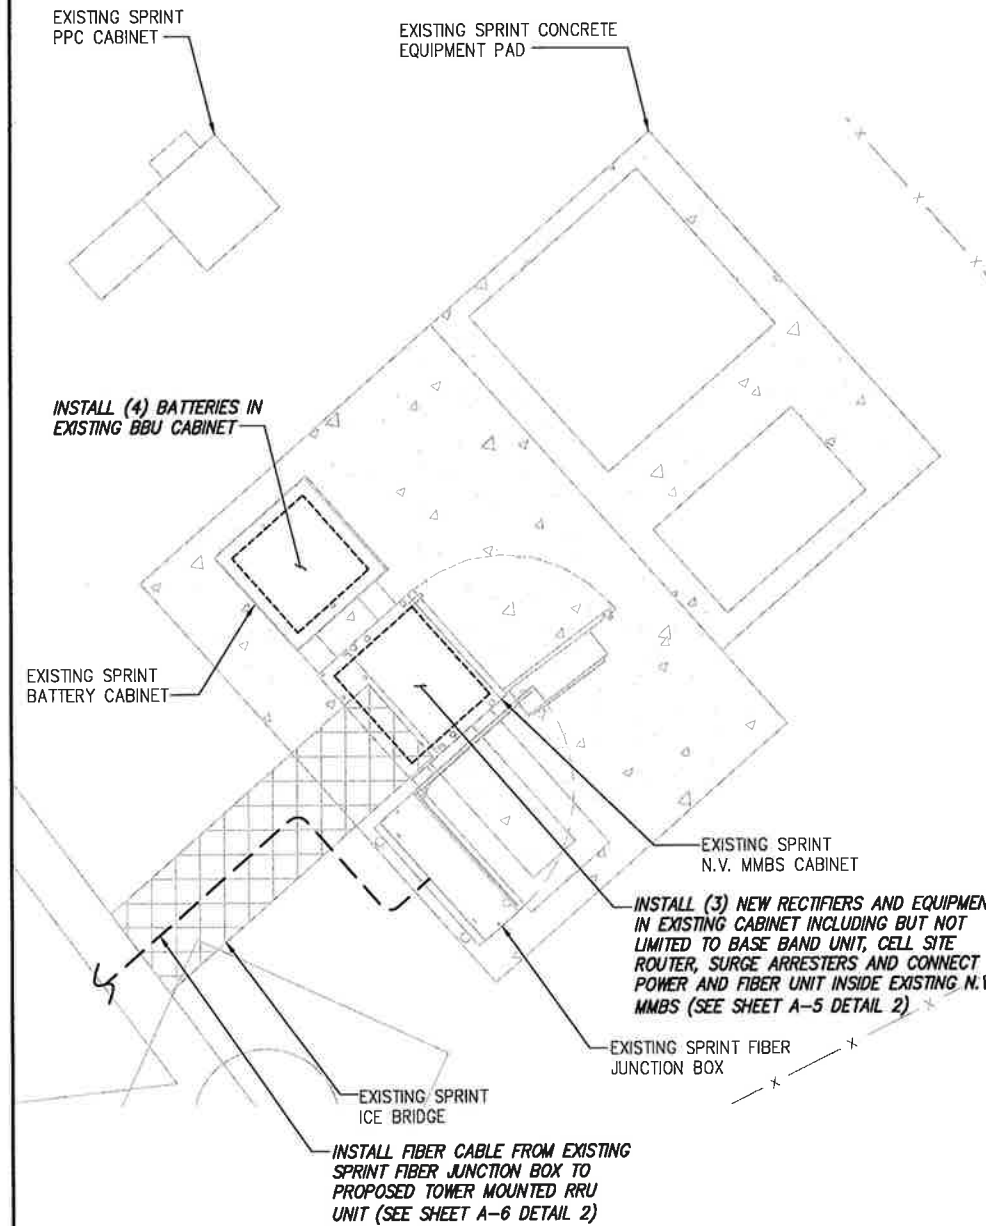 EXISTING SPRINT
PPC CABINET
EXISTING SPRINT CONCRETE
EQUIPMENT PAD
INSTALL (4) BATTERIES IN
EXISTING BBU CABINET
EXISTING SPRINT
BATTERY CABINET
EXISTING SPRINT
N.V. MMBS CABINET
INSTALL (3) NEW RECTIFIERS AND EQUIPMEN
IN EXISTING CABINET INCLUDING BUT NOT
LIMITED TO BASE BAND UNIT, CELL SITE
ROUTER, SURGE ARRESTERS AND CONNECT
POWER AND FIBER UNIT INSIDE EXISTING N.V
MMBS (SEE SHEET A-5 DETAIL 2)
EXISTING SPRINT FIBER
JUNCTION BOX
EXISTING SPRINT
ICE BRIDGE
INSTALL FIBER CABLE FROM EXISTING
SPRINT FIBER JUNCTION BOX TO
PROPOSED TOWER MOUNTED RRU
UNIT (SEE SHEET A-6 DETAIL 2)